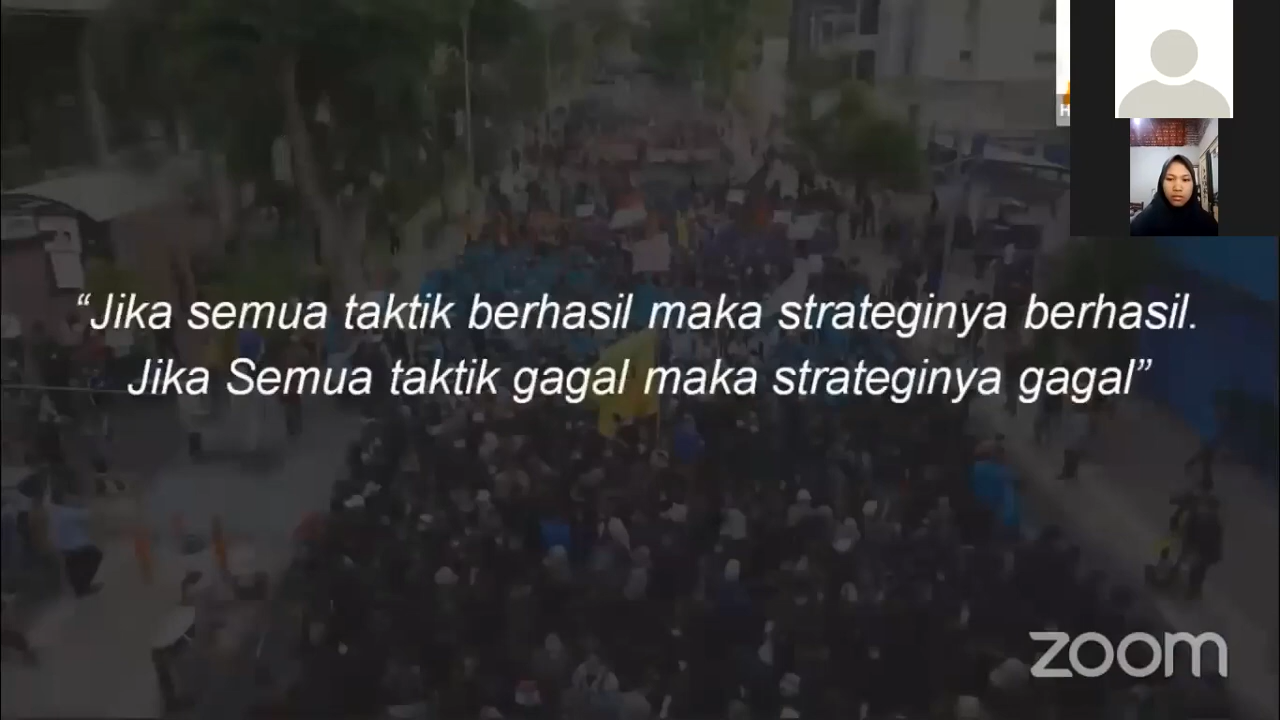 “Jika semua taktik berhasil maka strateginya berhasil.
Jika Semua taktik gagal maka strateginya gagal”
zoom